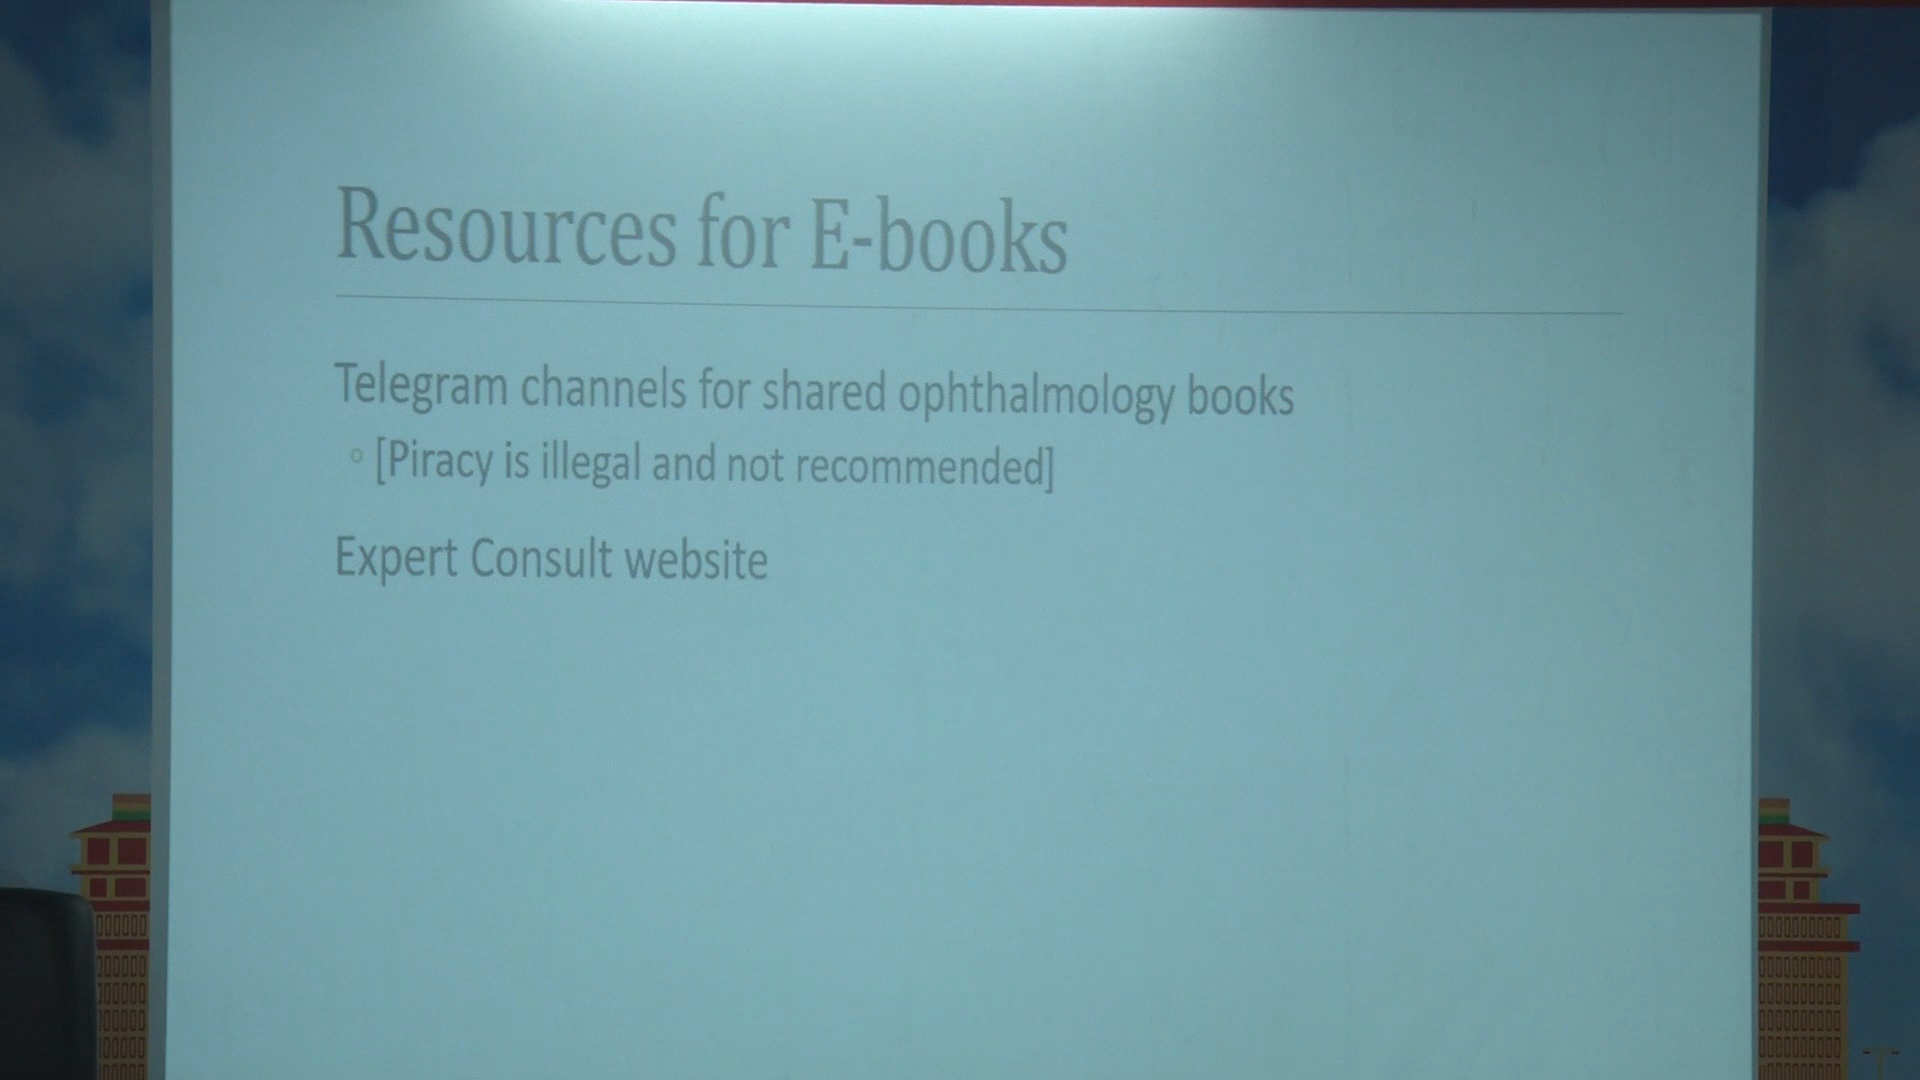 Resources for E-books
Telegram channels for shared ophthalmology books
[Piracy is illegal and not recommended]
Expert Consult website